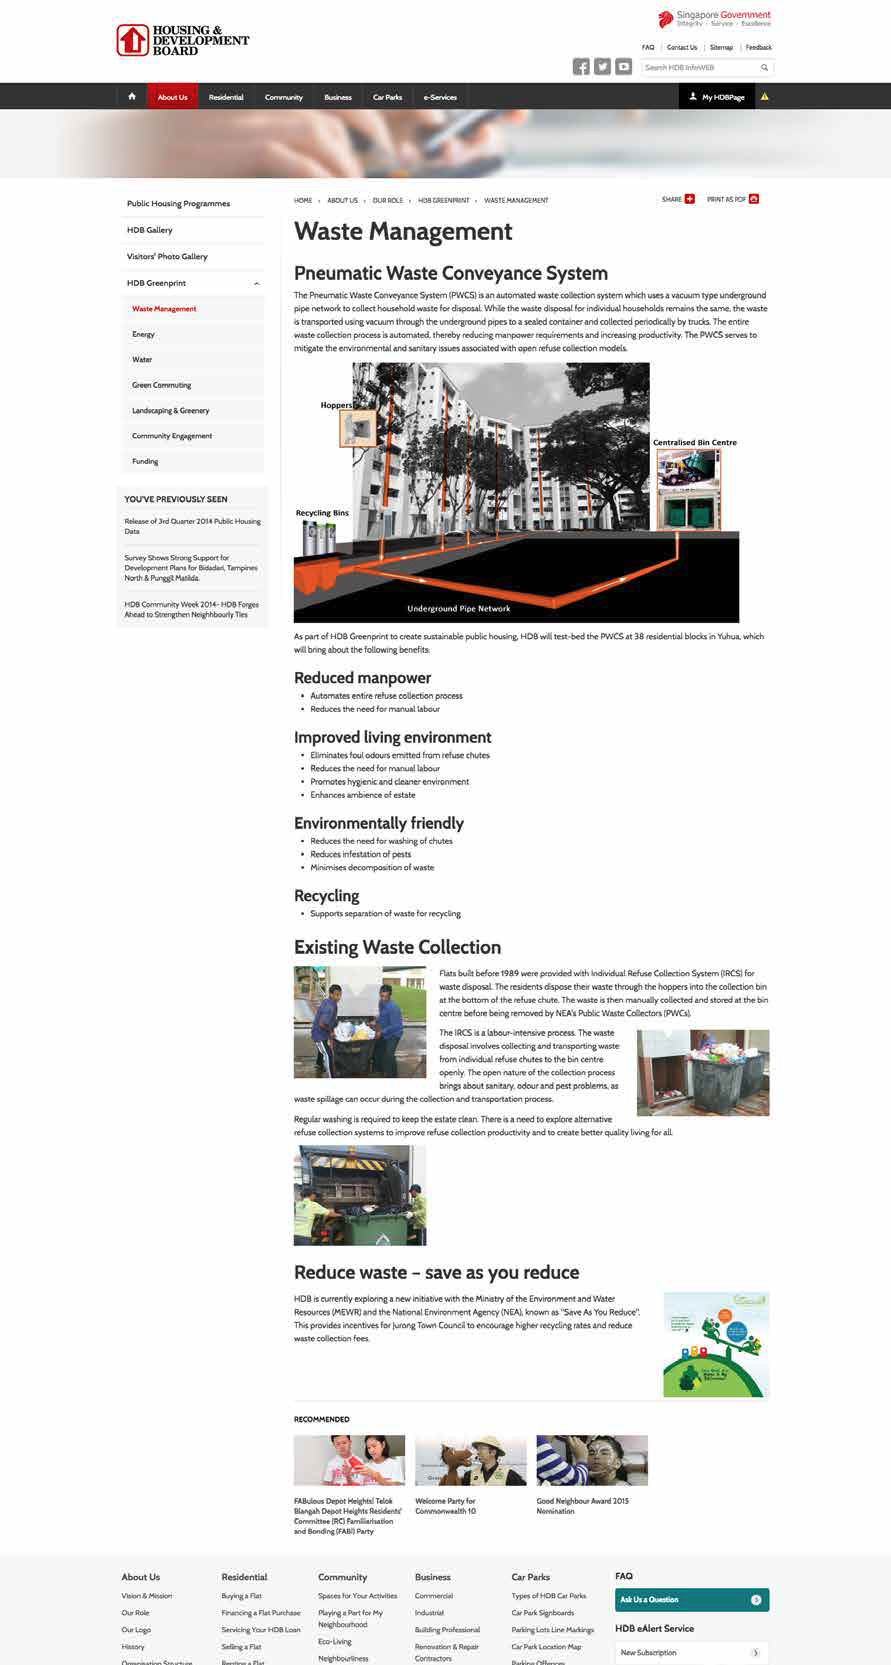 HOUSING &
DEVELOPMENT
BOARD
Singapore Government
Integrity · Service · Excellence
FAQ | Contact Us | Sitemap | Feedback
Search HDB InfoWEB
About Us Residential Community Business Car Parks e-Services My HDBPage
Public Housing Programmes
HDB Gallery
Visitors' Photo Gallery
HDB Greenprint
Waste Management
Energy
Water
Green Commuting
Landscaping & Greenery
Community Engagement
Funding
YOU'VE PREVIOUSLY SEEN
Release of 3rd Quarter 2014 Public Housing
Data
Survey Shows Strong Support for
Development Plans for Bidadari, Tampines
North & Punggil Matilda.
HDB Community Week 2014- HDB Forges
Ahead to Strengthen Neighbourly Ties
HOME › ABOUT US › OUR ROLE › HDB GREENPRINT › WASTE MANAGEMENT
SHARE PRINT AS PDF
Waste Management
Pneumatic Waste Conveyance System
The Pneumatic Waste Conveyance System (PWCS) is an automated waste collection system which uses a vacuum type underground
pipe network to collect household waste for disposal. While the waste disposal for individual households remains the same, the waste
is transported using vacuum through the underground pipes to a sealed container and collected periodically by trucks. The entire
waste collection process is automated, thereby reducing manpower requirements and increasing productivity. The PWCS serves to
mitigate the environmental and sanitary issues associated with open refuse collection models.
Hoppers
Centralised Bin Centre
Recycling Bins
Underground Pipe Network
As part of HDB Greenprint to create sustainable public housing, HDB will test-bed the PWCS at 38 residential blocks in Yuhua, which
will bring about the following benefits:
Reduced manpower
• Automates entire refuse collection process
• Reduces the need for manual labour
Improved living environment
• Eliminates foul odours emitted from refuse chutes
• Reduces the need for manual labour
• Promotes hygienic and cleaner environment
• Enhances ambience of estate
Environmentally friendly
• Reduces the need for washing of chutes
• Reduces infestation of pests
• Minimises decomposition of waste
Recycling
• Supports separation of waste for recycling
Existing Waste Collection
Flats built before 1989 were provided with Individual Refuse Collection System (IRCS) for
waste disposal. The residents dispose their waste through the hoppers into the collection bin
at the bottom of the refuse chute. The waste is then manually collected and stored at the bin
centre before being removed by NEA's Public Waste Collectors (PWCs).
The IRCS is a labour-intensive process. The waste
disposal involves collecting and transporting waste
from individual refuse chutes to the bin centre
openly. The open nature of the collection process
brings about sanitary, odour and pest problems, as
waste spillage can occur during the collection and transportation process.
Regular washing is required to keep the estate clean. There is a need to explore alternative
refuse collection systems to improve refuse collection productivity and to create better quality living for all.
Reduce waste – save as you reduce
HDB is currently exploring a new initiative with the Ministry of the Environment and Water
Resources (MEWR) and the National Environment Agency (NEA), known as "Save As You Reduce".
This provides incentives for Jurong Town Council to encourage higher recycling rates and reduce
waste collection fees.
RECOMMENDED
FABulous Depot Heights! Telok
Blangah Depot Heights Residents'
Committee (RC) Familiarisation
and Bonding (FAB!) Party
Welcome Party for
Commonwealth 10
Good Neighbour Award 2015
Nomination
About Us
Vision & Mission
Our Role
Our Logo
History
Organisation Structure
Residential
Buying a Flat
Financing a Flat Purchase
Servicing Your HDB Loan
Selling a Flat
Renting a Flat
Community
Spaces for Your Activities
Playing a Part for My
Neighbourhood
Eco-Living
Neighbourliness
Business
Commercial
Industrial
Building Professional
Renovation & Repair
Contractors
Car Parks
Types of HDB Car Parks
Car Park Signboards
Parking Lots Line Markings
Car Park Location Map
Parking Offences
FAQ
Ask Us a Question
HDB eAlert Service
New Subscription